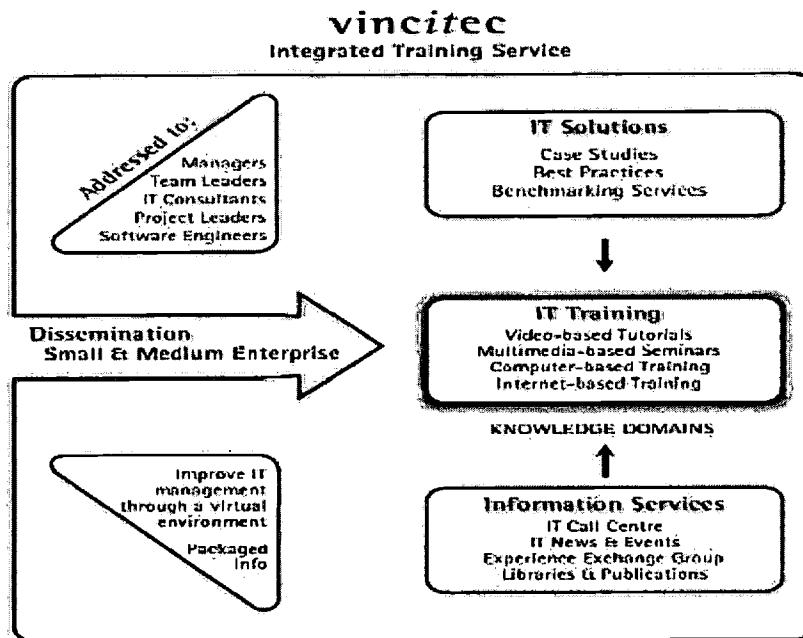 vincitec
Integrated Training Service
Addressed to:
Managers
Team Leaders
IT Consultants
Project Leaders
Software Engineers
IT Solutions
Case Studies
Best Practices
Benchmarking Services
Dissemination
Small & Medium Enterprise
IT Training
Video-based Tutorials
Multimedia-based Seminars
Computer-based Training
Internet-based Training
KNOWLEDGE DOMAINS
Improve IT
management
through a virtual
environment
Packaged
Info
Information Services
IT Call Centre
IT News & Events
Experience Exchange Group
Libraries & Publications